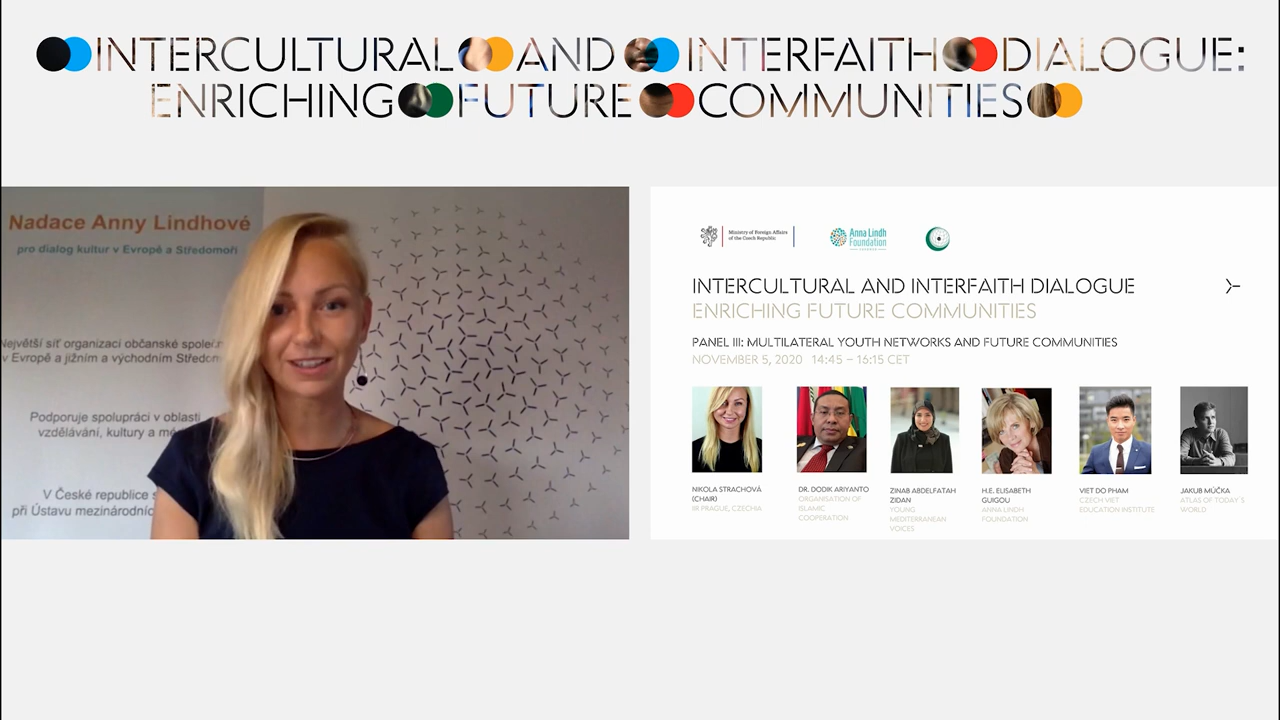 INTERCULTURAL AND INTERFAITH DIALOGUE:
ENRICHING FUTURE COMMUNITIES
Nadace Anny Lindhové
pro dialog kultur v Evropě a Středomoří
Největší síť organizací občanské
v Evropě a jižním a východním
Podporuje spolupráci v oblasti
vzdělávání, kultury a
V České republice
při Ústavu
Ministry of Foreign Affairs
of the Czech Republic
Anna Lindh
Foundation
INTERCULTURAL AND INTERFAITH DIALOGUE
ENRICHING FUTURE COMMUNITIES
PANEL III: MULTILATERAL YOUTH NETWORKS AND FUTURE COMMUNITIES
NOVEMBER 5, 2020 14:45 – 16:15 CET
NIKOLA STRACHOVÁ
(CHAIR)
IIR PRAGUE, CZECHIA
DR. DODIK ARIYANTO
ORGANISATION OF
ISLAMIC
COOPERATION
ZINAB ABDELFATAH
ZIDAN
YOUNG
MEDITERRANEAN
VOICES
H.E. ELISABETH
GUIGOU
ANNA LINDH
FOUNDATION
VIET DO PHAM
CZECH VIET
EDUCATION INSTITUTE
JAKUB MÚČKA
ATLAS OF TODAY´S
WORLD